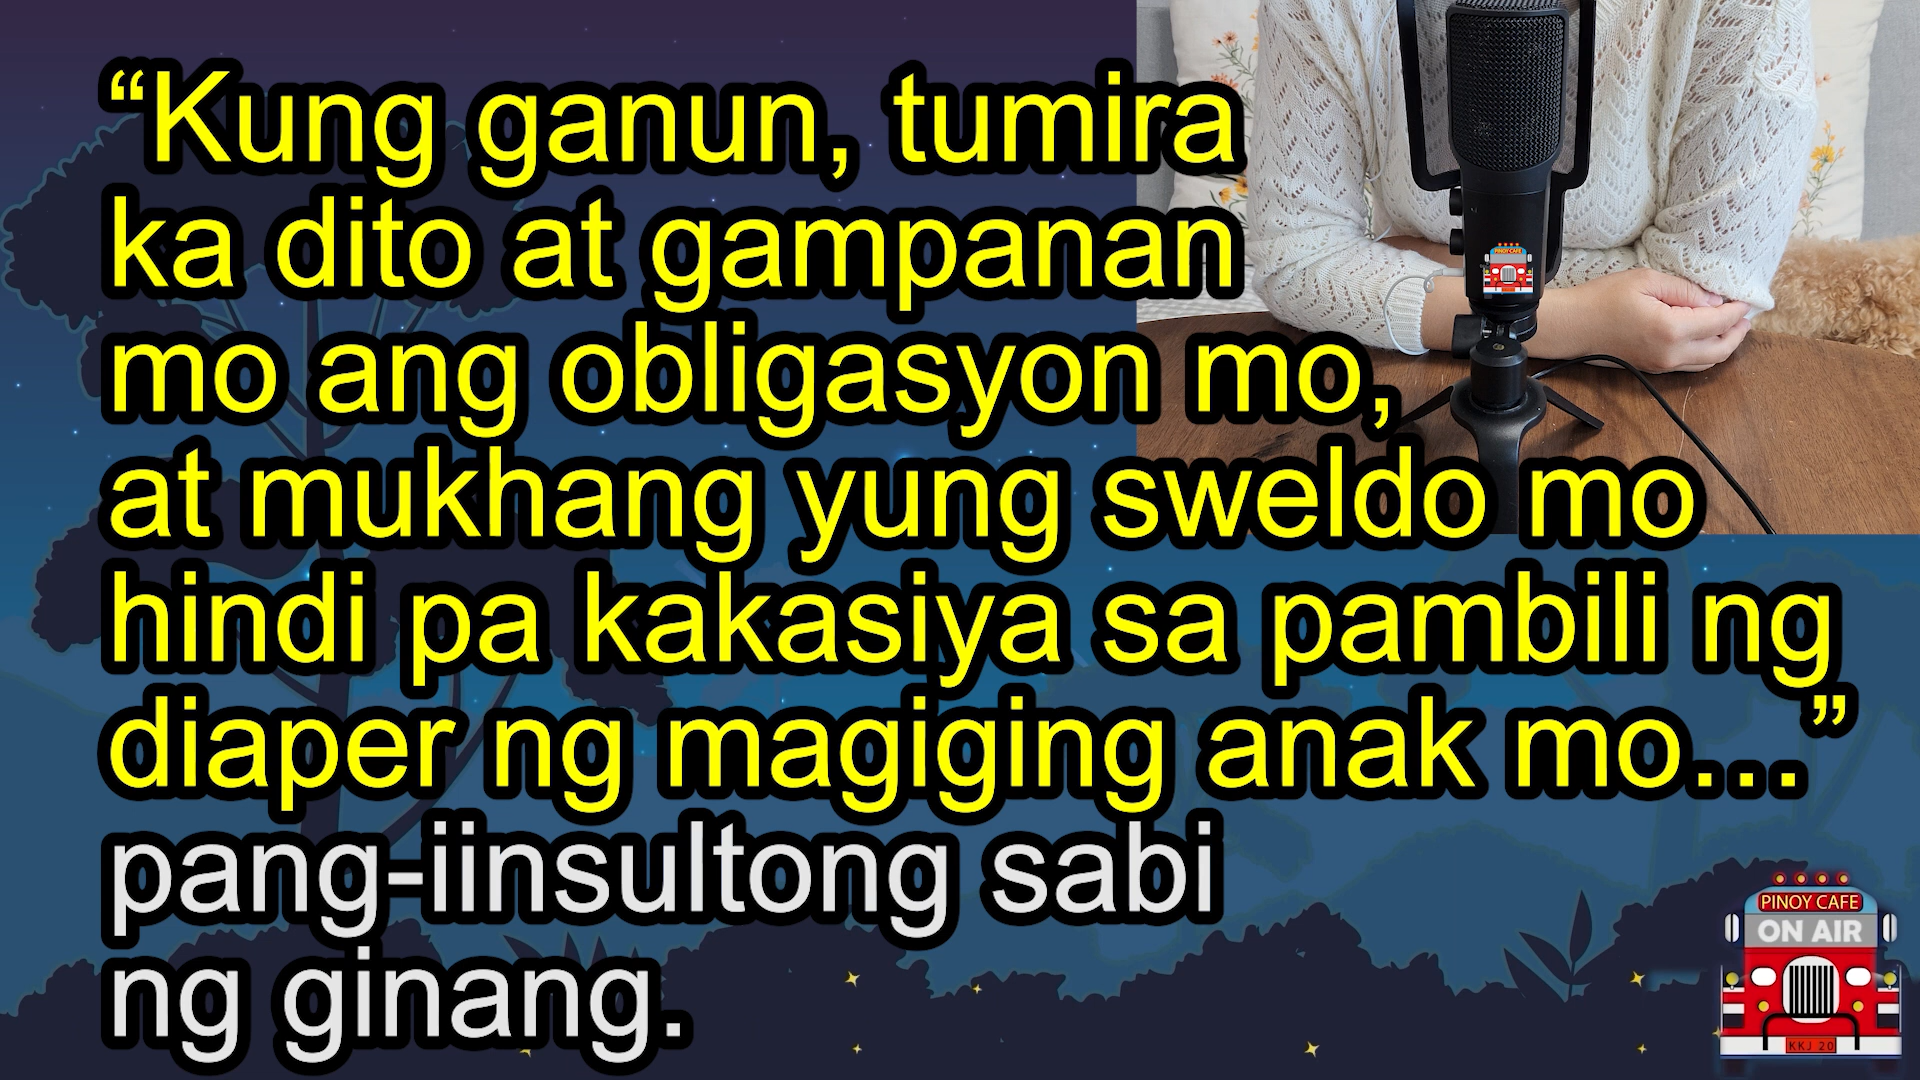 “Kung ganun, tumira
ka dito at gampanan
mo ang obligasyon mo,
at mukhang yung sweldo mo
hindi pa kakasiya sa pambili ng
diaper ng magiging anak mo...”
pang-iinsultong sabi
ng ginang.
PINOY CAFE
PINOY CAFE
ON AIR
KKJ 20